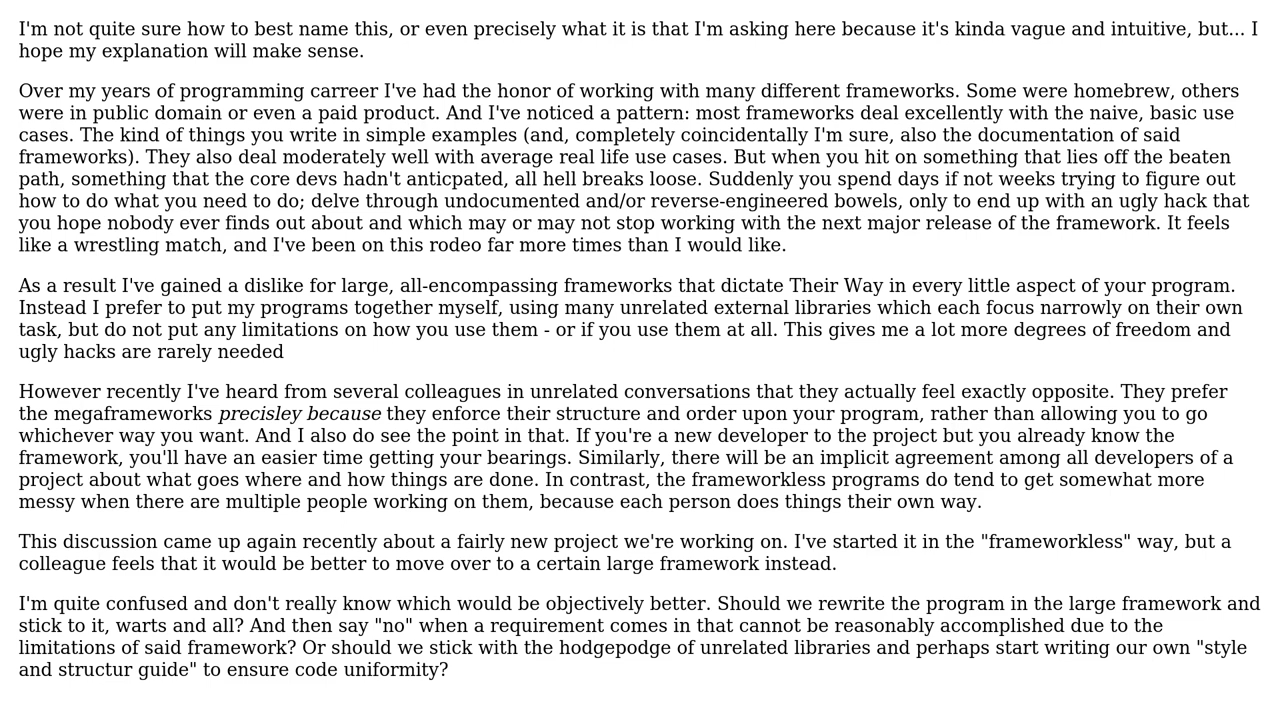 I'm not quite sure how to best name this, or even precisely what it is that I'm asking here because it's kinda vague and intuitive, but... I
hope my explanation will make sense.
Over my years of programming carreer I've had the honor of working with many different frameworks. Some were homebrew, others
were in public domain or even a paid product. And I've noticed a pattern: most frameworks deal excellently with the naive, basic use
cases. The kind of things you write in simple examples (and, completely coincidentally I'm sure, also the documentation of said
frameworks). They also deal moderately well with average real life use cases. But when you hit on something that lies off the beaten
path, something that the core devs hadn't anticpated, all hell breaks loose. Suddenly you spend days if not weeks trying to figure out
how to do what you need to do; delve through undocumented and/or reverse-engineered bowels, only to end up with an ugly hack that
you hope nobody ever finds out about and which may or may not stop working with the next major release of the framework. It feels
like a wrestling match, and I've been on this rodeo far more times than I would like.
As a result I've gained a dislike for large, all-encompassing frameworks that dictate Their Way in every little aspect of your program.
Instead I prefer to put my programs together myself, using many unrelated external libraries which each focus narrowly on their own
task, but do not put any limitations on how you use them - or if you use them at all. This gives me a lot more degrees of freedom and
ugly hacks are rarely needed
However recently I've heard from several colleagues in unrelated conversations that they actually feel exactly opposite. They prefer
the megaframeworks precisley because they enforce their structure and order upon your program, rather than allowing you to go
whichever way you want. And I also do see the point in that. If you're a new developer to the project but you already know the
framework, you'll have an easier time getting your bearings. Similarly, there will be an implicit agreement among all developers of a
project about what goes where and how things are done. In contrast, the frameworkless programs do tend to get somewhat more
messy when there are multiple people working on them, because each person does things their own way.
This discussion came up again recently about a fairly new project we're working on. I've started it in the "frameworkless" way, but a
colleague feels that it would be better to move over to a certain large framework instead.
I'm quite confused and don't really know which would be objectively better. Should we rewrite the program in the large framework and
stick to it, warts and all? And then say "no" when a requirement comes in that cannot be reasonably accomplished due to the
limitations of said framework? Or should we stick with the hodgepodge of unrelated libraries and perhaps start writing our own "style
and structur guide" to ensure code uniformity?